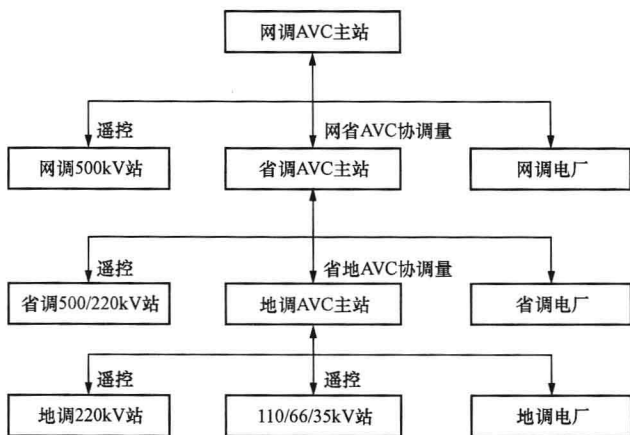 网调AVC主站
遥控
网省AVC协调量
网调500kV站
省调AVC主站
网调电厂
遥控
省地AVC协调量
省调500/220kV站
地调AVC主站
省调电厂
遥控
遥控
地调220kV站
110/66/35kV站
地调电厂